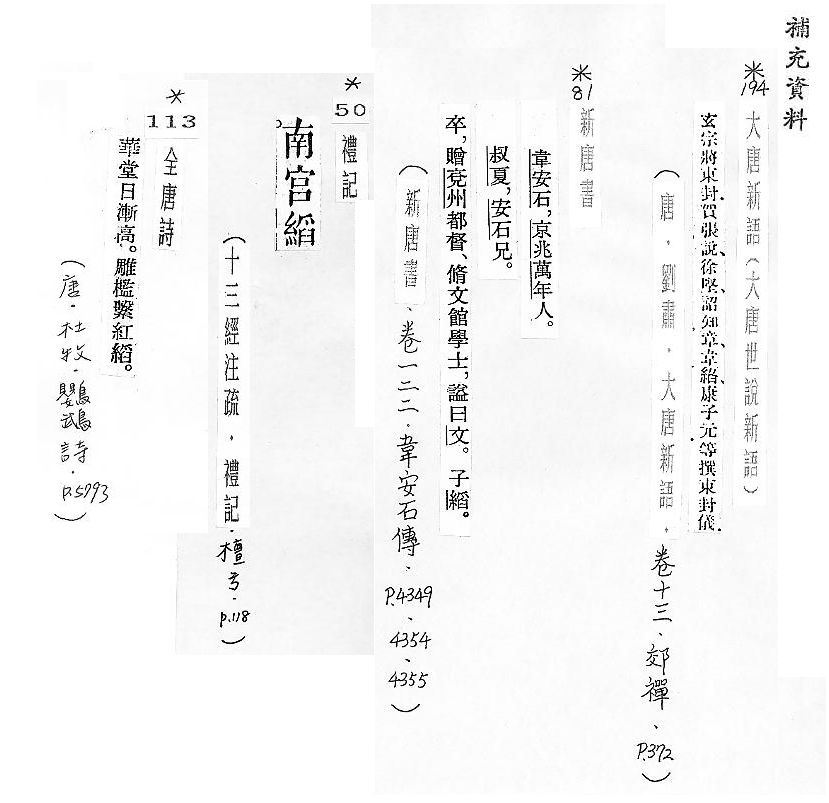 補充資料
＊
194
大唐新語（大唐世說新語）
玄宗將東封，賀張說、徐堅、詔知章、韋縚、康子元等撰東封儀．
（唐．劉肅．大唐新語．卷十三、郊禪、P.372）
＊
81
新唐書
韋安石，京兆萬年人。
叔夏，安石兄。
卒，贈兗州都督、脩文館學士，謚曰文。子縚。
（新唐書、卷一二二．韋安石傳、P.4349、4354、4355）
＊
50
禮記
南宮縚
（十三經注疏．禮記．檀弓．p.118）
＊
113
全唐詩
華堂日漸高。雕檻繫紅縚。
（唐．杜牧．鸚鵡詩．P.5993）